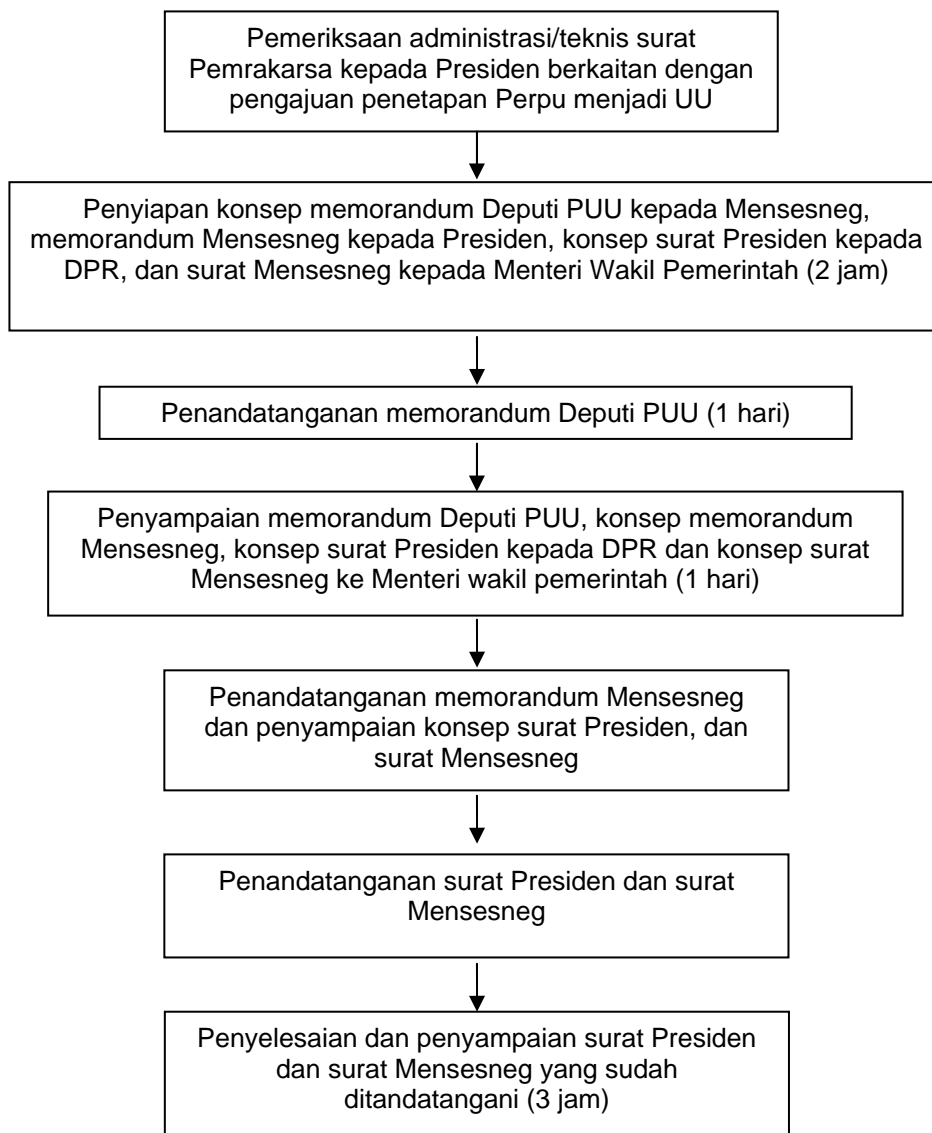 Pemeriksaan administrasi/teknis surat
Pemrakarsa kepada Presiden berkaitan dengan
pengajuan penetapan Perpu menjadi UU
Penyiapan konsep memorandum Deputi PUU kepada Mensesneg,
memorandum Mensesneg kepada Presiden, konsep surat Presiden kepada
DPR, dan surat Mensesneg kepada Menteri Wakil Pemerintah (2 jam)
Penandatanganan memorandum Deputi PUU (1 hari)
Penyampaian memorandum Deputi PUU, konsep memorandum
Mensesneg, konsep surat Presiden kepada DPR dan konsep surat
Mensesneg ke Menteri wakil pemerintah (1 hari)
Penandatanganan memorandum Mensesneg
dan penyampaian konsep surat Presiden, dan
surat Mensesneg
Penandatanganan surat Presiden dan surat
Mensesneg
Penyelesaian dan penyampaian surat Presiden
dan surat Mensesneg yang sudah
ditandatangani (3 jam)